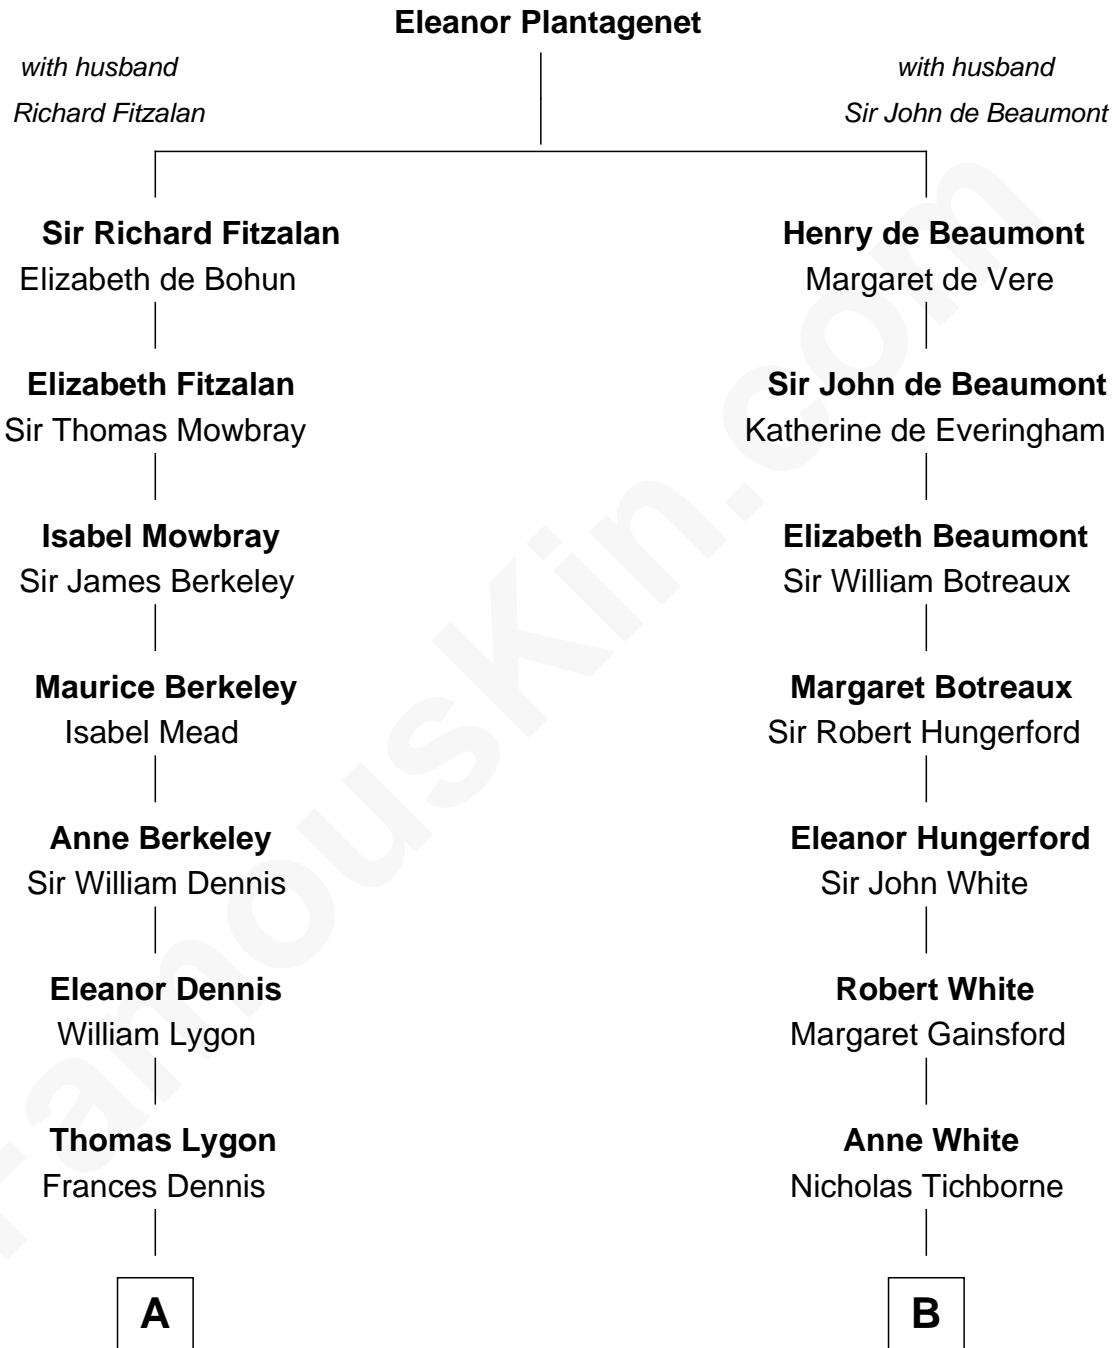 Eleanor Plantagenet
with husband
Richard Fitzalan
with husband
Sir John de Beaumont
Sir Richard Fitzalan
Elizabeth de Bohun
Elizabeth Fitzalan
Sir Thomas Mowbray
Isabel Mowbray
Sir James Berkeley
Maurice Berkeley
Isabel Mead
Anne Berkeley
Sir William Dennis
Eleanor Dennis
William Lygon
Thomas Lygon
Frances Dennis
A
Henry de Beaumont
Margaret de Vere
Sir John de Beaumont
Katherine de Everingham
Elizabeth Beaumont
Sir William Botreaux
Margaret Botreaux
Sir Robert Hungerford
Eleanor Hungerford
Sir John White
Robert White
Margaret Gainsford
Anne White
Nicholas Tichborne
B
FamousKin.com